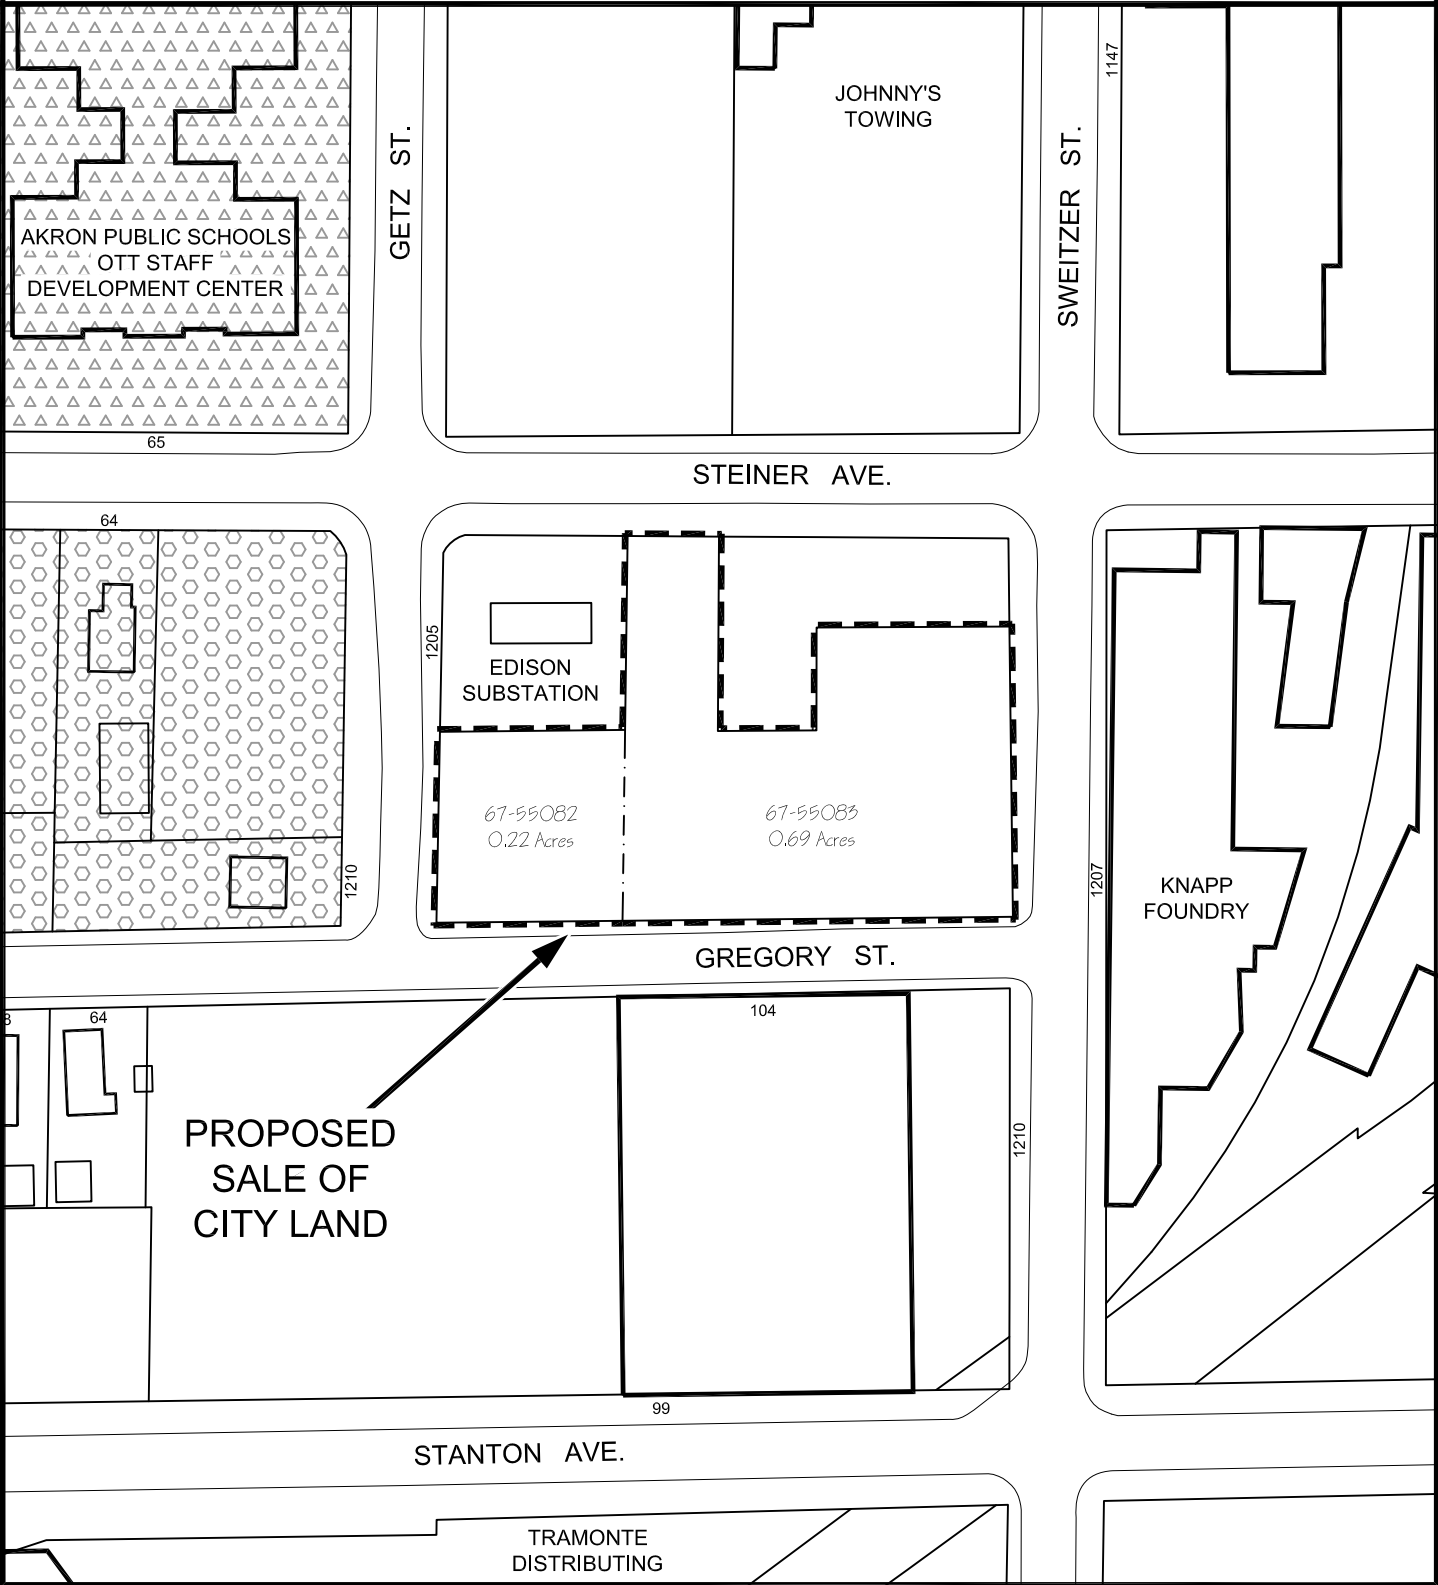 1147
JOHNNY'S
TOWING
GETZ ST.
SWEITZER ST.
AKRON PUBLIC SCHOOLS
OTT STAFF
DEVELOPMENT CENTER
65
STEINER AVE.
64
1205
EDISON
SUBSTATION
67-55082
0.22 Acres
67-55083
0.69 Acres
1210
1207
KNAPP
FOUNDRY
GREGORY ST.
64
104
PROPOSED
SALE OF
CITY LAND
1210
99
STANTON AVE.
TRAMONTE
DISTRIBUTING